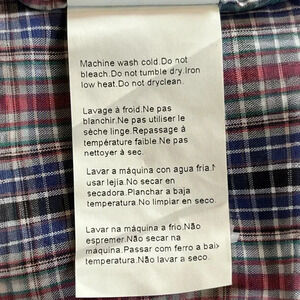 Machine wash cold.Do not
bleach.Do not tumble dry.Iron
low heat.Do not dryclean.
Lavage à froid.Ne pas
blanchir.Ne pas utiliser le
sèche linge.Repassage à
température faible Ne pas
nettoyer à sec.
Lavar a máquina con agua fria.N
usar lejia.No secar en
secadora.Planchar a baja
temperatura.No limpiar en seco
Lavar na máquina a frio.Não
espremer.Não secar na
máquina.Passar com ferro a baix
temperatura.Não lavar a seco.